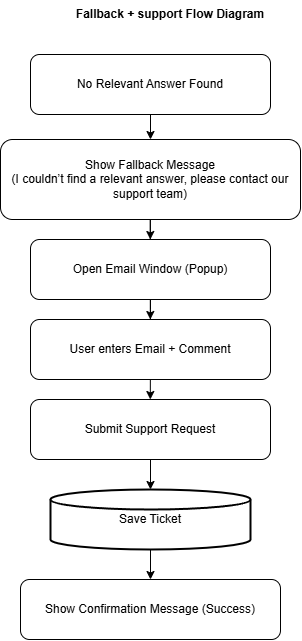 Fallback + support Flow Diagram
No Relevant Answer Found
Show Fallback Message
(I couldn't find a relevant answer, please contact our
support team)
Open Email Window (Popup)
User enters Email + Comment
Submit Support Request
Save Ticket
Show Confirmation Message (Success)